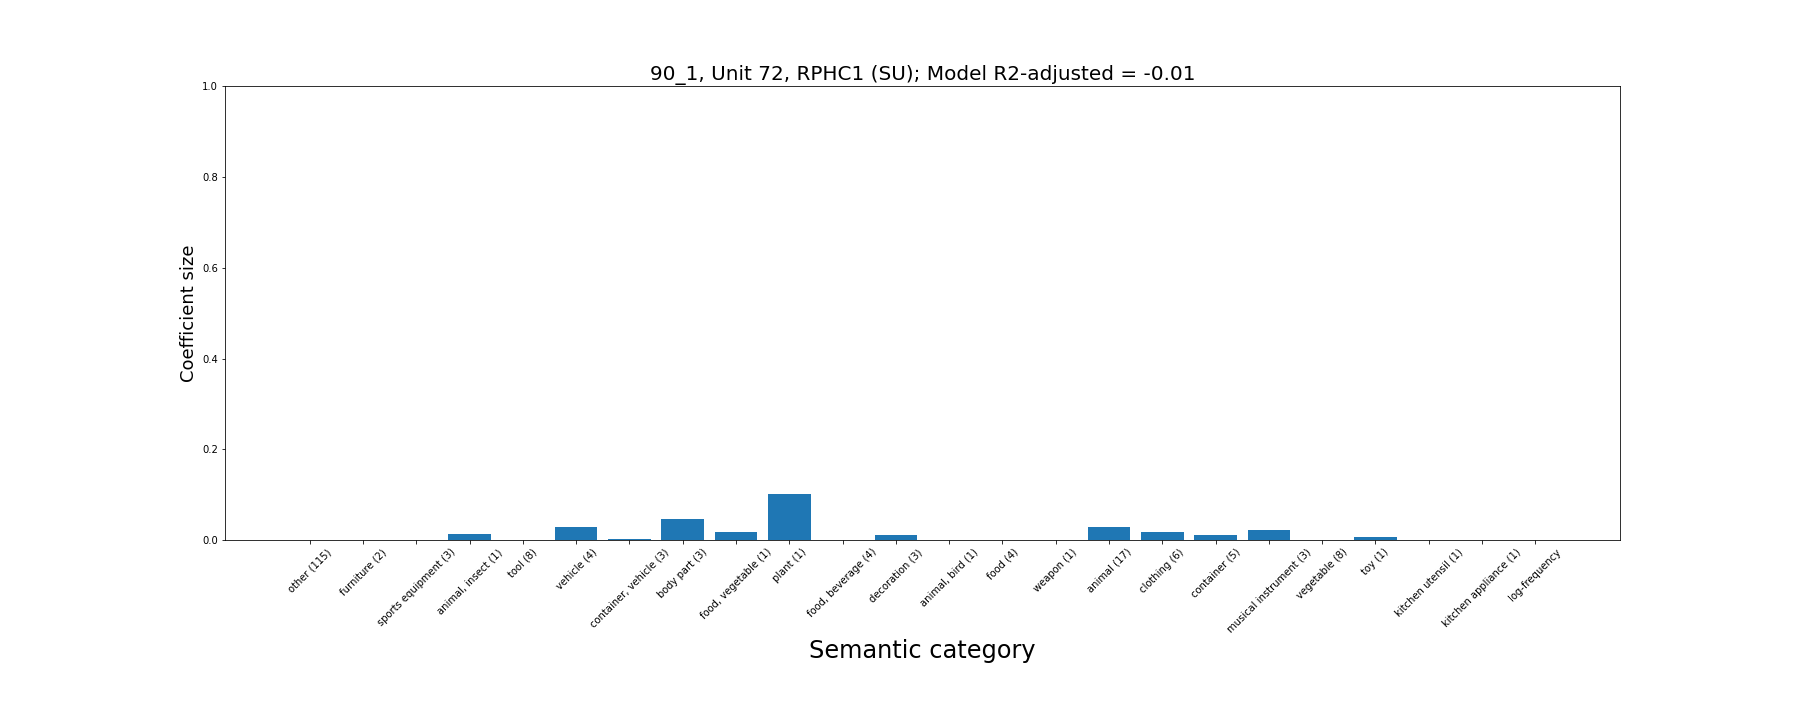 90_1, Unit 72, RPHC1 (SU); Model R2-adjusted = -0.01
Coefficient size
1.0
0.8
0.6
0.4
0.2
0.0
other (115)
furniture (2)
sports equipment (3)
animal, insect (1)
tool (8)
vehicle (4)
container, vehicle (3)
body part (3)
food, vegetable (1)
plant (1)
food, beverage (4)
decoration (3)
animal, bird (1)
food (4)
weapon (1)
animal (17)
clothing (6)
container (5)
musical instrument (3)
vegetable (8)
toy (1)
kitchen utensil (1)
kitchen appliance (1)
log-frequency
Semantic category